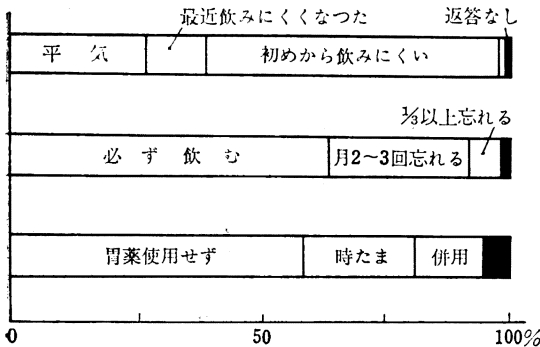 最近飲みにくくなつた 返答なし
平気 初めから飲みにくい
⅓以上忘れる
必ず飲む 月2～3回忘れる
胃薬使用せず 時たま 併用
0 50 100%